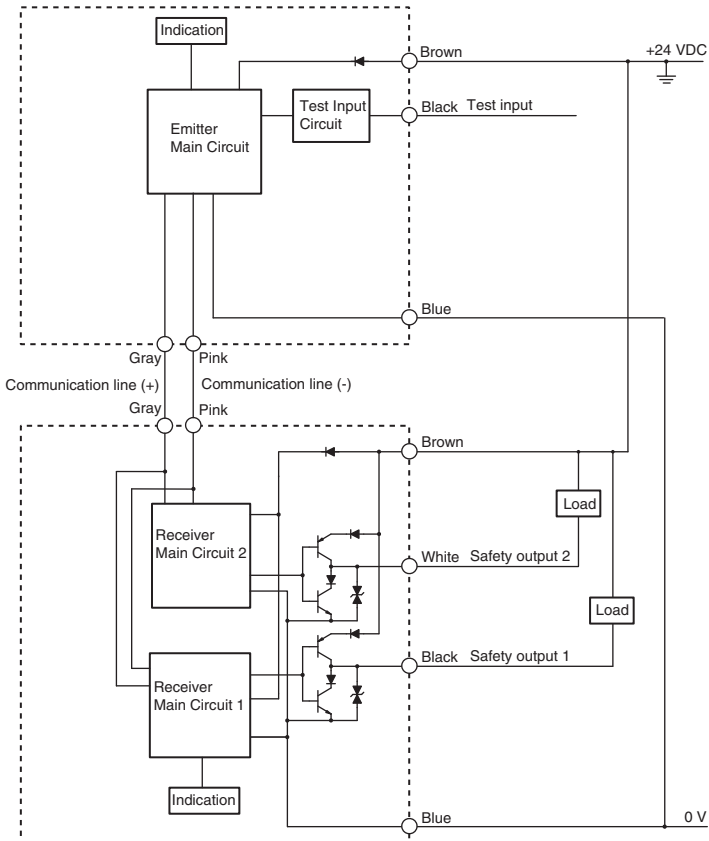 Indication
Brown
+24 VDC
Emitter
Main Circuit
Test Input
Circuit
Black Test input
Blue
Gray
Pink
Communication line (+)
Communication line (-)
Gray
Pink
Brown
Load
Receiver
Main Circuit 2
White Safety output 2
Load
Black Safety output 1
Receiver
Main Circuit 1
Indication
Blue
0 V